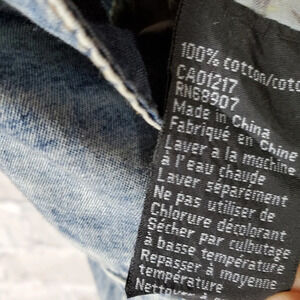 100% cotton/coto
CA01217
RN68907
Made in China
Fabriqué en Chine
Laver a la machine
à l'eau chaude
Laver séparément
Ne pas utiliser de
Chlorure décolorant
Sécher par culbutage
à basse température
Repasser à moyenne
température